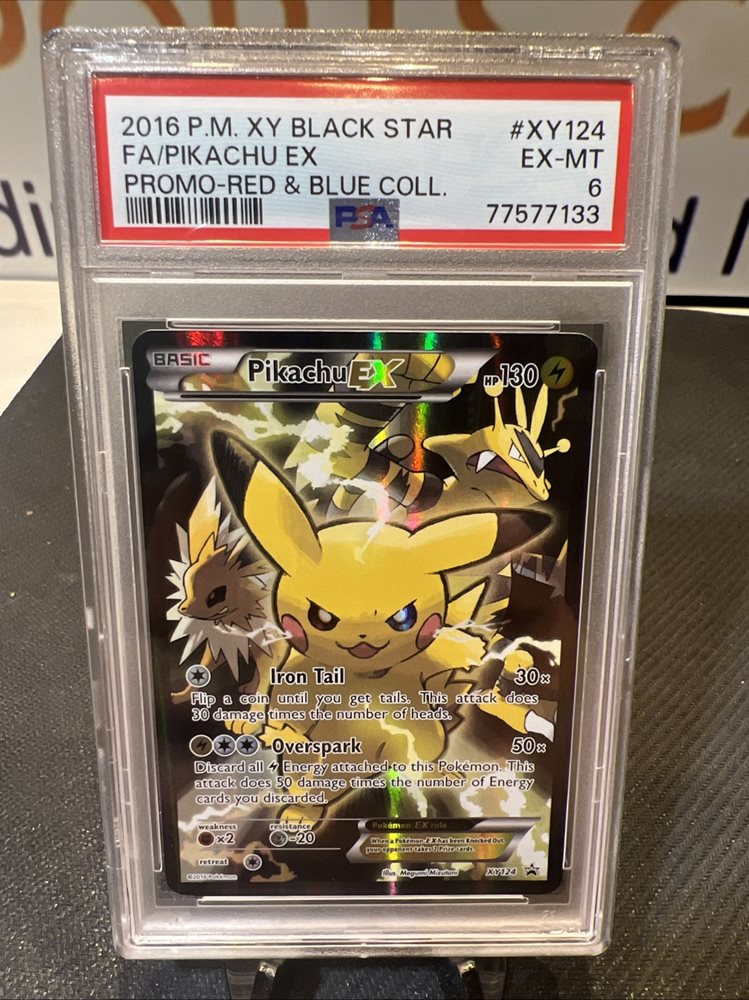 2016 P.M. XY BLACK STAR #XY124
FA/PIKACHU EX EX-MT
PROMO-RED & BLUE COLL. 6
PSA 77577133
BASIC Pikachu EX HP130
Iron Tail 30×
Flip a coin until you get tails. This attack does
30 damage times the number of heads.
Overspark 50×
Discard all Energy attached to this Pokémon. This
attack does 50 damage times the number of Energy
cards you discarded.
weakness resistance
×2 -20
retreat
Pokémon-EX rule
When a Pokémon-EX has been Knocked Out,
your opponent takes 2 Prize cards.
©2016 Pokémon Illus. Megumi Mizutani XY124